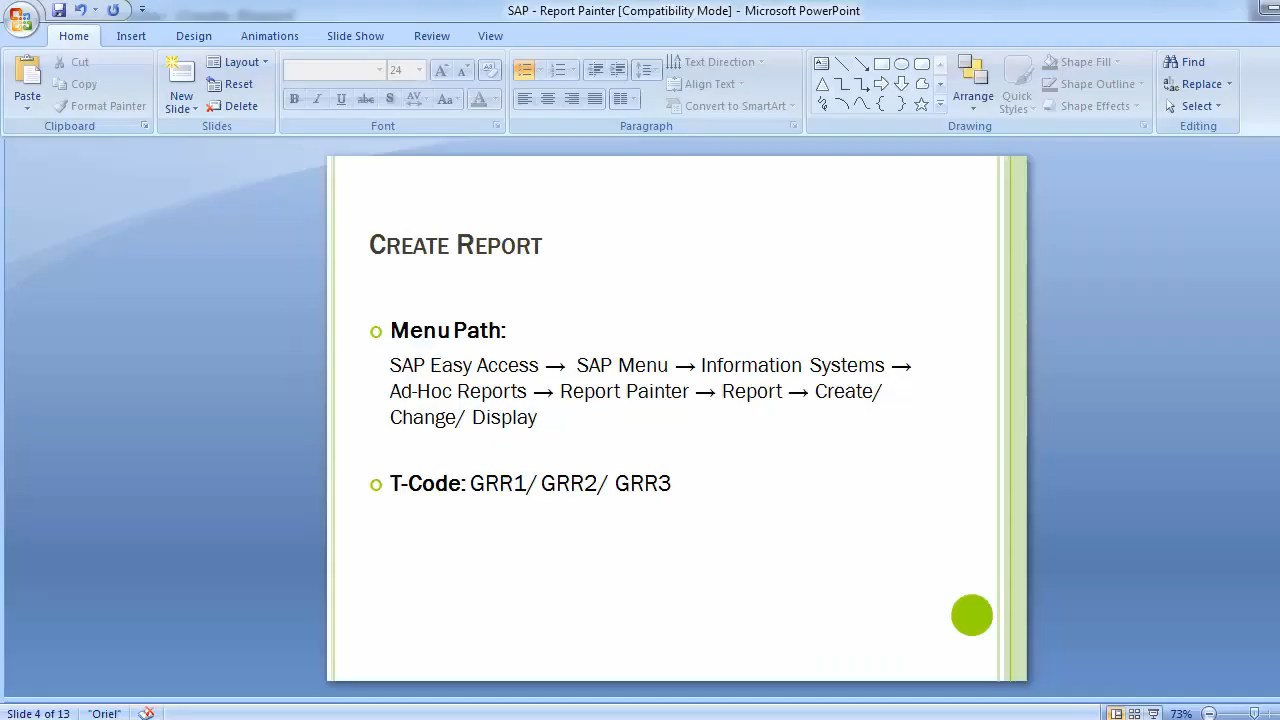 SAP - Report Painter [Compatibility Mode] - Microsoft PowerPoint
Home Insert Design Animations Slide Show Review View
Paste Cut Copy Format Painter
Clipboard
New Slide Layout Reset Delete
Slides
24
B I U abc S AV Aa A
Font
Text Direction Align Text Convert to SmartArt
Paragraph
Arrange Quick Styles Shape Fill Shape Outline Shape Effects
Drawing
Find Replace Select
Editing
CREATE REPORT
Menu Path:
SAP Easy Access → SAP Menu → Information Systems →
Ad-Hoc Reports → Report Painter → Report → Create/
Change/ Display
T-Code: GRR1/ GRR2/ GRR3
Slide 4 of 13 "Oriel" 73%